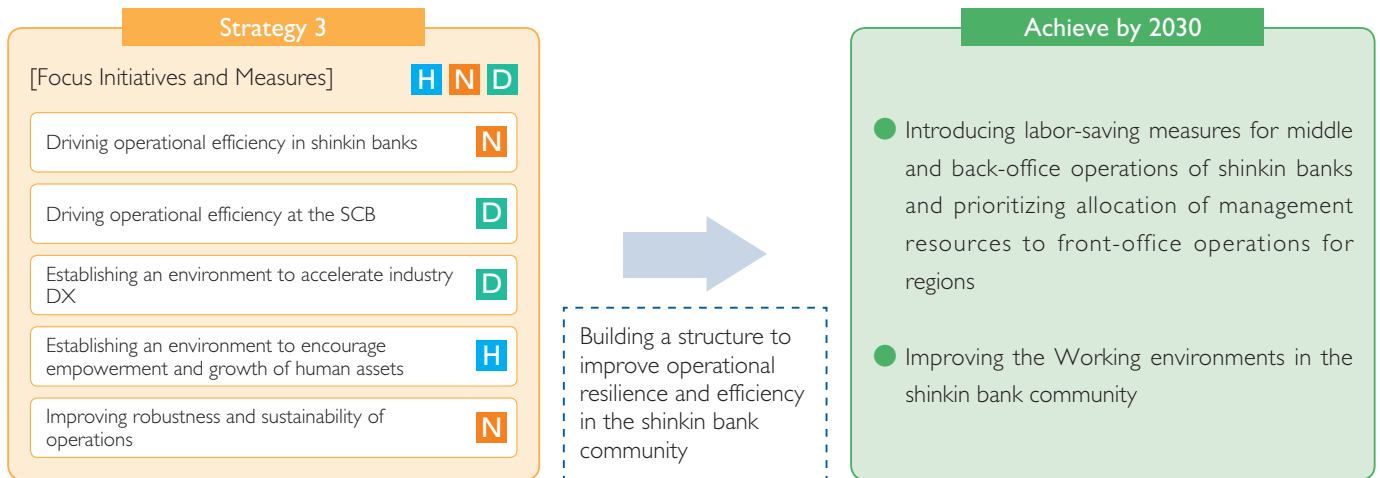 Strategy 3
[Focus Initiatives and Measures] H N D
Drivinig operational efficiency in shinkin banks N
Driving operational efficiency at the SCB D
Establishing an environment to accelerate industry
DX D
Establishing an environment to encourage
empowerment and growth of human assets H
Improving robustness and sustainability of
operations N
Building a structure to
improve operational
resilience and efficiency
in the shinkin bank
community
Achieve by 2030
Introducing labor-saving measures for middle
and back-office operations of shinkin banks
and prioritizing allocation of management
resources to front-office operations for
regions
Improving the Working environments in the
shinkin bank community